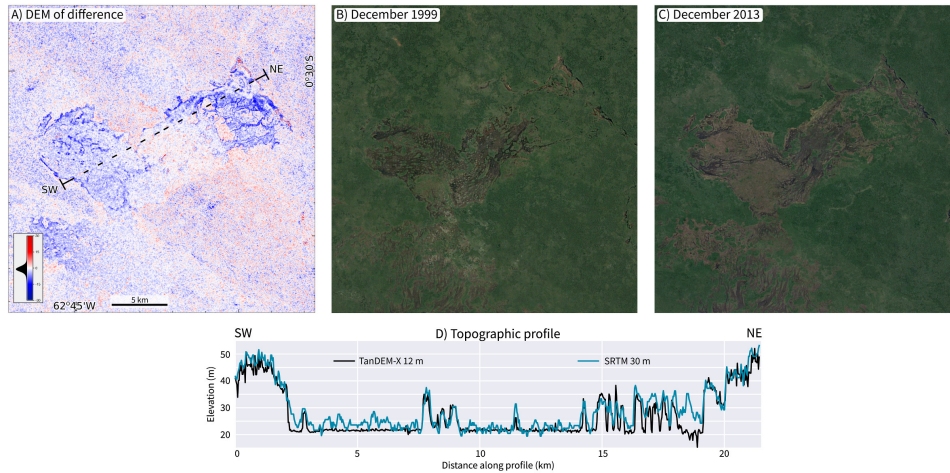 A) DEM of difference
B) December 1999
C) December 2013
NE
0°30'S
SW
62°45'W
5 km
SW
D) Topographic profile
NE
TanDEM-X 12 m
SRTM 30 m
Elevation (m)
50
40
30
20
0
5
10
15
20
Distance along profile (km)